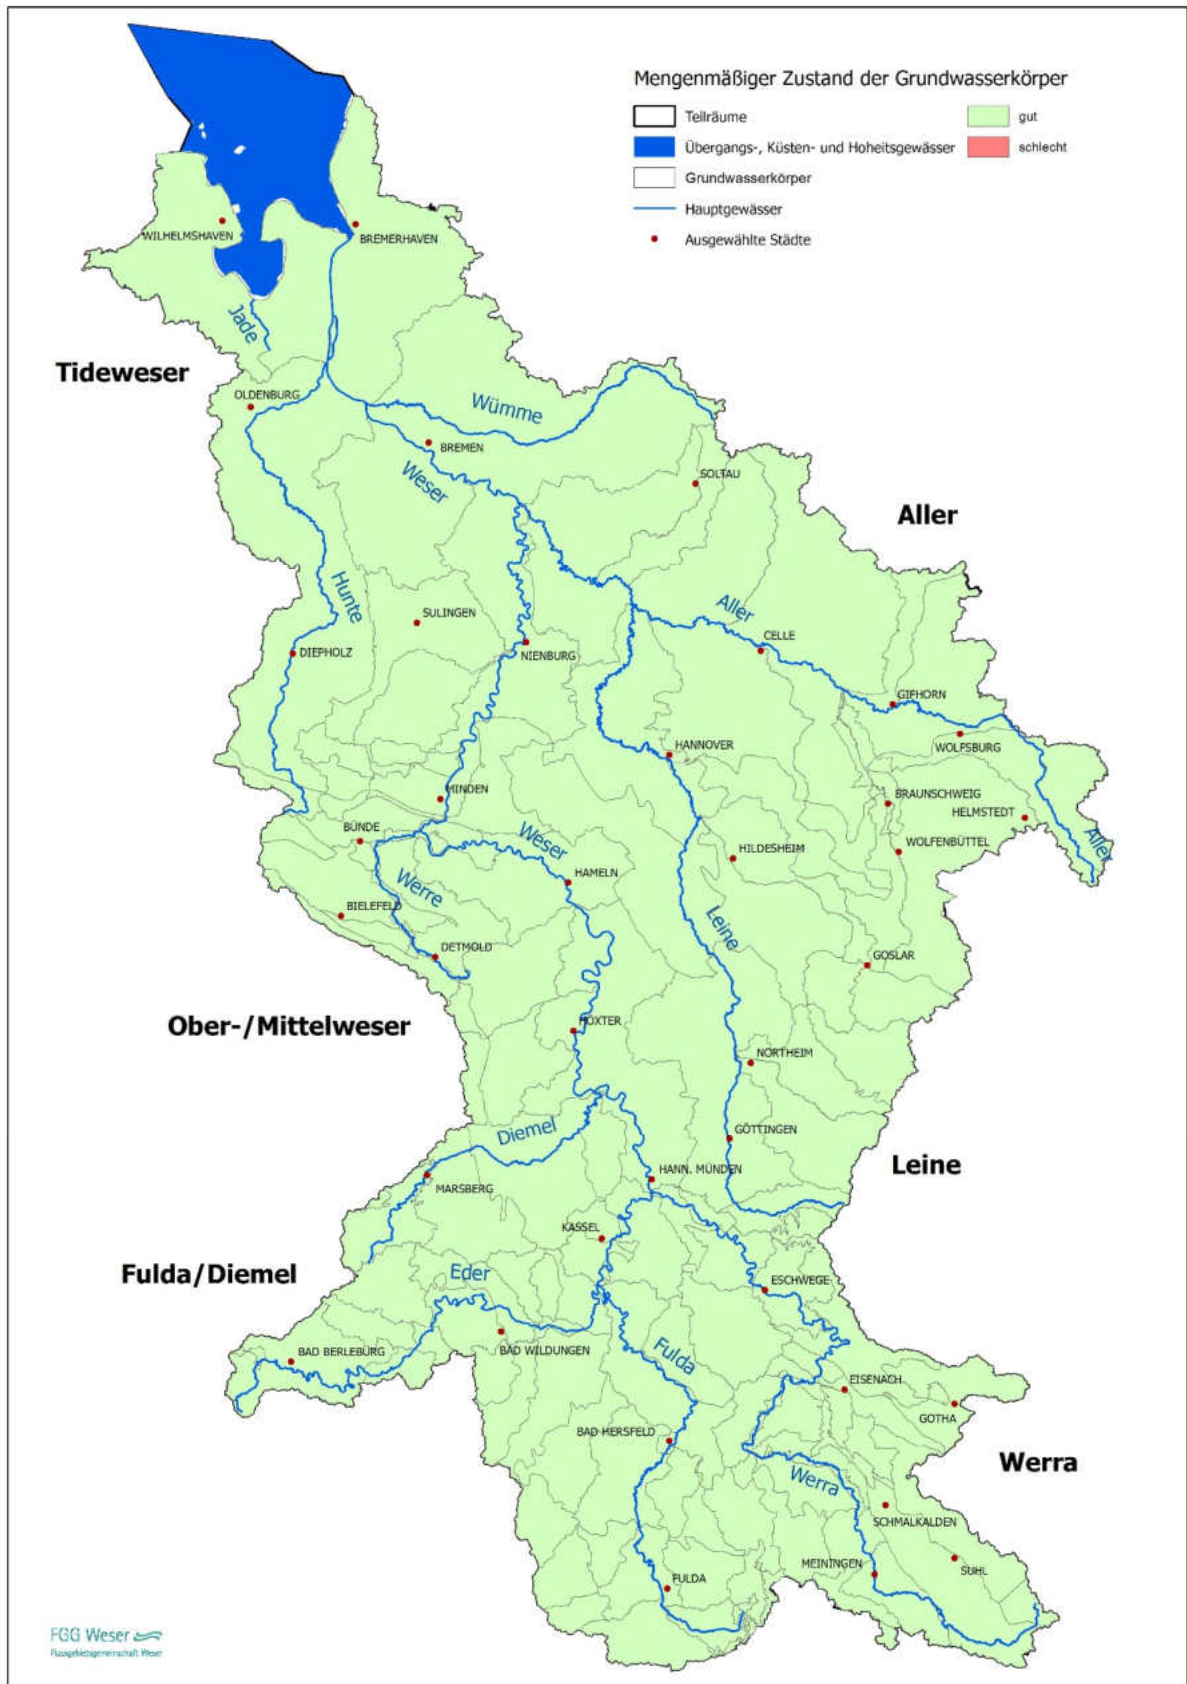 Mengenmäßiger Zustand der Grundwasserkörper
Teilräume
gut
Übergangs-, Küsten- und Hoheitsgewässer
schlecht
Grundwasserkörper
Hauptgewässer
Ausgewählte Städte
WILHELMSHAVEN
BREMERHAVEN
Jade
Tideweser
OLDENBURG
Wümme
BREMEN
Weser
SOLTAU
Aller
Hunte
SULINGEN
Aller
CELLE
DIEPHOLZ
NIENBURG
GIFHORN
WOLFSBURG
HANNOVER
MINDEN
BRAUNSCHWEIG
HELMSTEDT
BÜNDE
Weser
HILDESHEIM
WOLFENBÜTTEL
Aller
Werre
HAMELN
BIELEFELD
Leine
DETMOLD
GOSLAR
Ober-/Mittelweser
HÖXTER
NORTHEIM
Diemel
GÖTTINGEN
Leine
MARSBERG
HANN. MÜNDEN
KASSEL
Fulda/Diemel
Eder
ESCHWEGE
BAD BERLEBURG
BAD WILDUNGEN
Fulda
EISENACH
GOTHA
BAD HERSFELD
Werra
Werra
SCHMALKALDEN
MEININGEN
SUHL
FULDA
FGG Weser
Flussgebietsgemeinschaft Weser